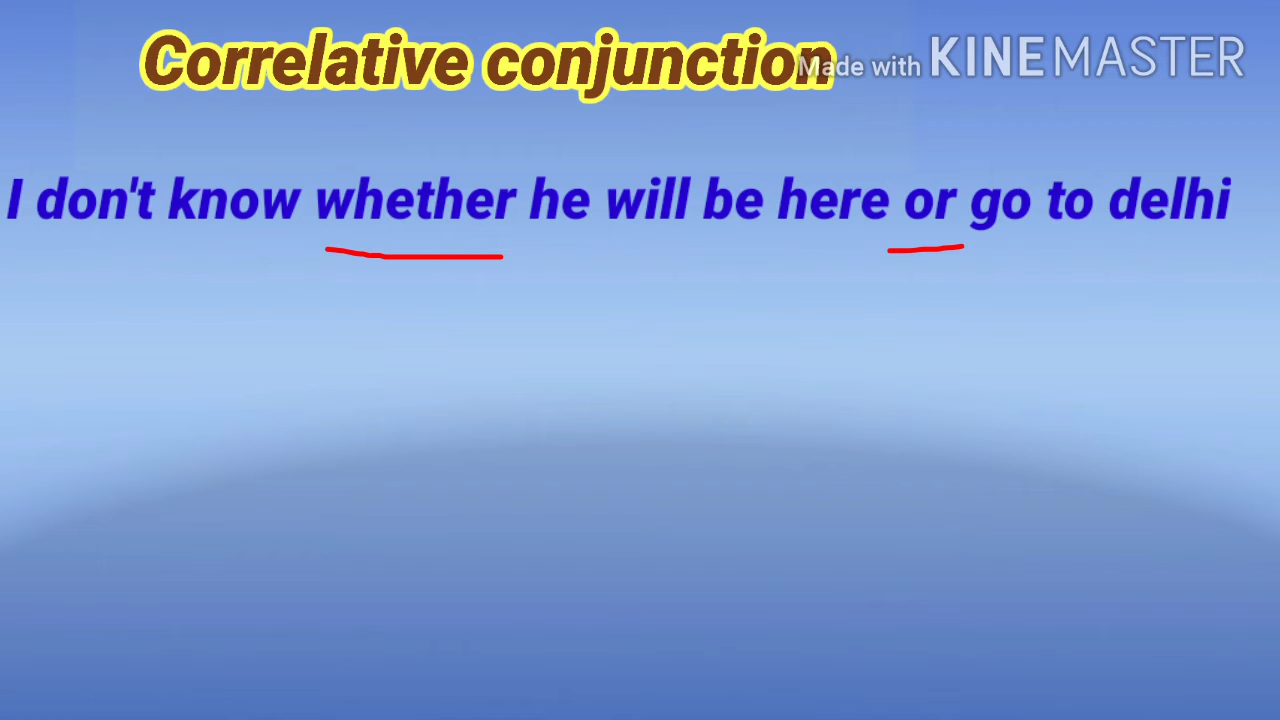 Correlative conjunction
Made with KINEMASTER
I don't know whether he will be here or go to delhi